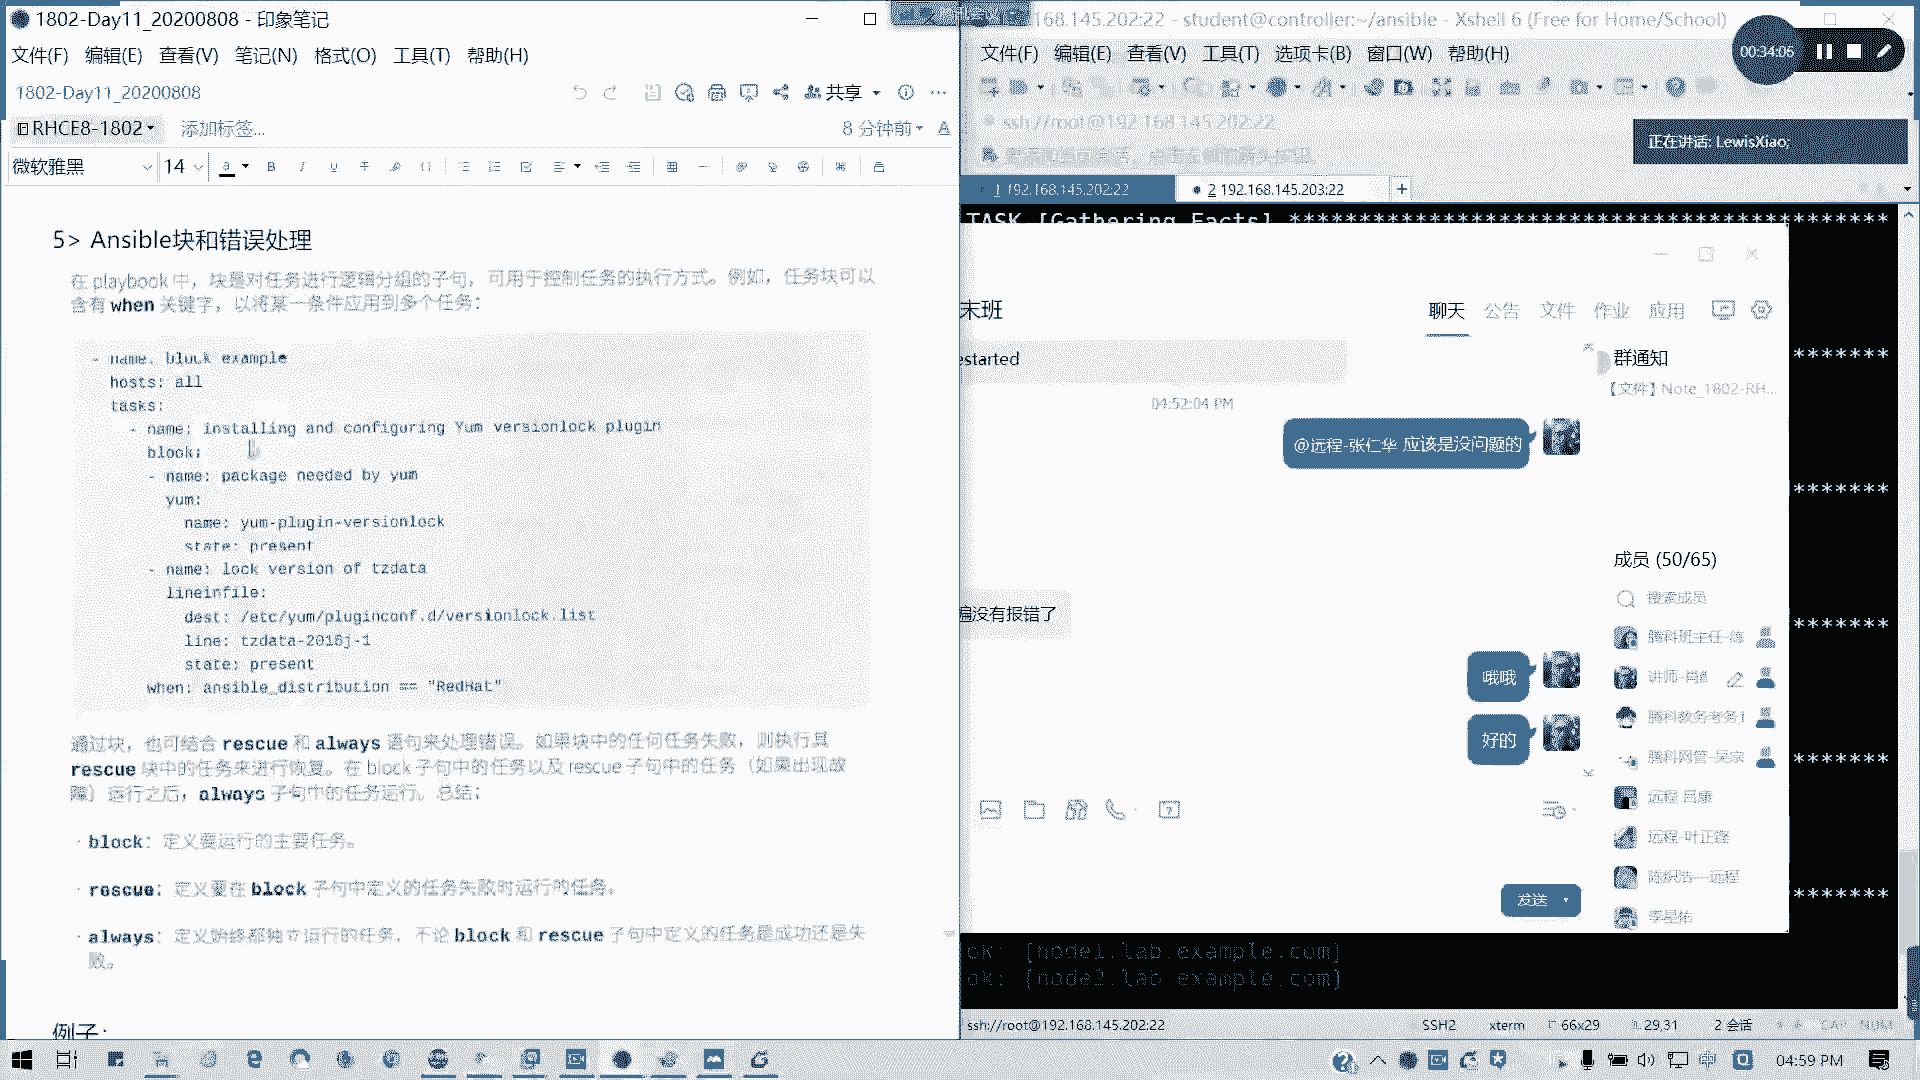 1802-Day11_20200808 - 印象笔记
文件(F) 编辑(E) 查看(V) 笔记(N) 格式(O) 工具(T) 帮助(H)
1802-Day11_20200808
共享
RHCE8-1802
添加标签...
8 分钟前
微软雅黑
14
5> Ansible块和错误处理
在 playbook 中，块是对任务进行逻辑分组的子句，可用于控制任务的执行方式。例如，任务块可以
含有 when 关键字，以将某一条件应用到多个任务：
- name: block example
hosts: all
tasks:
- name: installing and configuring Yum versionlock plugin
block:
- name: package needed by yum
yum:
name: yum-plugin-versionlock
state: present
- name: lock version of tzdata
lineinfile:
dest: /etc/yum/pluginconf.d/versionlock.list
line: tzdata-2016j-1
state: present
when: ansible_distribution == "RedHat"
通过块，也可结合 rescue 和 always 语句来处理错误。如果块中的任何任务失败，则执行其
rescue 块中的任务来进行恢复。在 block 子句中的任务以及 rescue 子句中的任务（如果出现故
障）运行之后，always 子句中的任务运行。总结：
· block：定义要运行的主要任务。
· rescue：定义要在 block 子句中定义的任务失败时运行的任务。
· always：定义始终都独立运行的任务，不论 block 和 rescue 子句中定义的任务是成功还是失
败。
例子：
168.145.202:22 - student@controller:~/ansible - Xshell 6 (Free for Home/School)
文件(F) 编辑(E) 查看(V) 工具(T) 选项卡(B) 窗口(W) 帮助(H)
00:34:06
ssh://root@192.168.145.202:22
正在讲话: LewisXiao;
1 192.168.145.202:22
2 192.168.145.203:22
TASK [Gathering Facts] ******************************************
末班
聊天 公告 文件 作业 应用
estarted
群通知
【文件】Note_1802-RH...
*******
04:52:04 PM
@远程-张仁华 应该是没问题的
*******
成员 (50/65)
搜索成员
遍没有报错了
*******
腾科班主任-练
哦哦
讲师-肖
腾科教务考务1
好的
腾科网管-吴宗
*******
远程 吕康
远程-叶正锋
陈炽浩—远程
*******
发送
李星佑
ok: [node1.lab.example.com]
ok: [node2.lab.example.com]
ssh://root@192.168.145.202:22
SSH2
xterm
66x29
29,31
2 会话
CAP NUM
中
04:59 PM